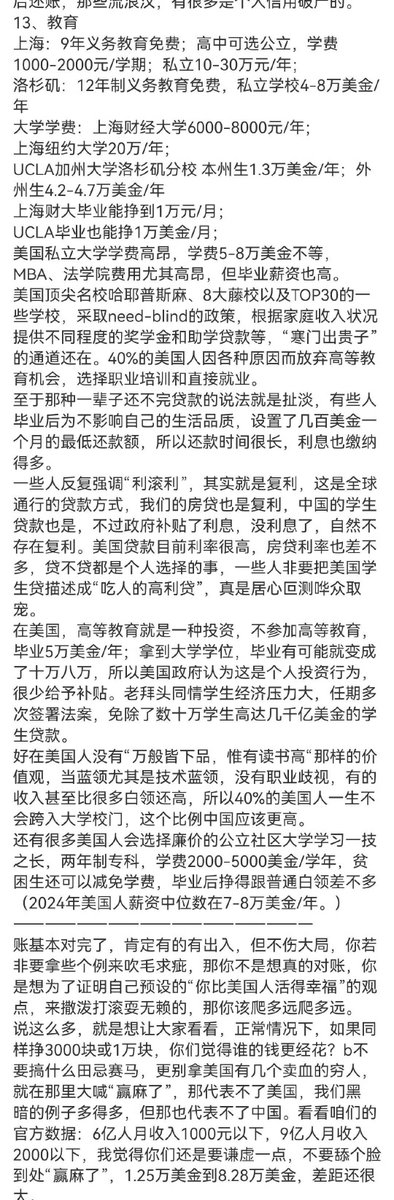 后还账，那些流浪汉，有很多是个人信用破产的。
13、教育
上海：9年义务教育免费；高中可选公立，学费
1000-2000元/学期；私立10-30万元/年；
洛杉矶：12年制义务教育免费，私立学校4-8万美金/
年
大学学费：上海财经大学6000-8000元/年；
上海纽约大学20万/年；
UCLA加州大学洛杉矶分校 本州生1.3万美金/年；外
州生4.2-4.7万美金/年
上海财大毕业能挣到1万元/月；
UCLA毕业也能挣1万美金/月；
美国私立大学学费高昂，学费5-8万美金不等，
MBA、法学院费用尤其高昂，但毕业薪资也高。
美国顶尖名校哈耶普斯麻、8大藤校以及TOP30的一
些学校，采取need-blind的政策，根据家庭收入状况
提供不同程度的奖学金和助学贷款等，“寒门出贵子”
的通道还在。40%的美国人因各种原因而放弃高等教
育机会，选择职业培训和直接就业。
至于那种一辈子还不完贷款的说法就是扯淡，有些人
毕业后为不影响自己的生活品质，设置了几百美金一
个月的最低还款额，所以还款时间很长，利息也缴纳
得多。
一些人反复强调“利滚利”，其实就是复利，这是全球
通行的贷款方式，我们的房贷也是复利，中国的学生
贷款也是，不过政府补贴了利息，没利息了，自然不
存在复利。美国贷款目前利率很高，房贷利率也差不
多，贷不贷都是个人选择的事，一些人非要把美国学
生贷描述成“吃人的高利贷”，真是居心叵测哗众取
宠。
在美国，高等教育就是一种投资，不参加高等教育，
毕业5万美金/年；拿到大学学位，毕业有可能就变成
了十万八万，所以美国政府认为这是个人投资行为，
很少给予补贴。老拜头同情学生经济压力大，任期多
次签署法案，免除了数十万学生高达几千亿美金的学
生贷款。
好在美国人没有“万般皆下品，惟有读书高“那样的价
值观，当蓝领尤其是技术蓝领，没有职业歧视，有的
收入甚至比很多白领还高，所以40%的美国人一生不
会跨入大学校门，这个比例中国应该更高。
还有很多美国人会选择廉价的公立社区大学学习一技
之长，两年制专科，学费2000-5000美金/学年，贫
困生还可以减免学费，毕业后挣得跟普通白领差不多
（2024年美国人薪资中位数在7-8万美金/年。）
———————————————————
账基本对完了，肯定有的有出入，但不伤大局，你若
非要拿些个例来吹毛求疵，那你不是想真的对账，你
是想为了证明自己预设的“你比美国人活得幸福”的观
点，来撒泼打滚耍无赖的，那你该爬多远爬多远。
说这么多，就是想让大家看看，正常情况下，如果同
样挣3000块或1万块，你们觉得谁的钱更经花？b不
要搞什么田忌赛马，更别拿美国有几个卖血的穷人，
就在那里大喊“赢麻了”，那代表不了美国，我们黑
暗的例子多得多，但那也代表不了中国。看看咱们的
官方数据：6亿人月收入1000元以下，9亿人月收入
2000以下，我觉得你们还是要谦虚一点，不要舔个脸
到处“赢麻了”，1.25万美金到8.28万美金，差距还很
大。